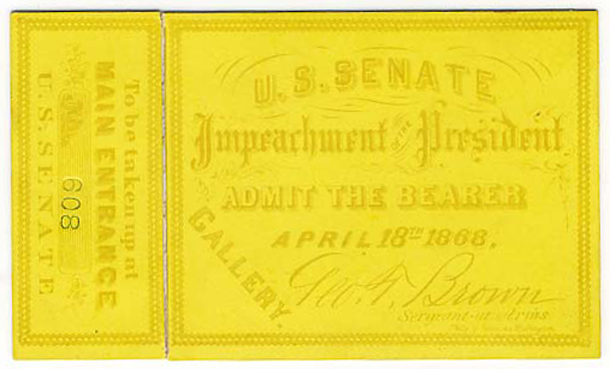 To be taken up at
MAIN ENTRANCE
No. 608
U.S. SENATE
U.S. SENATE
Impeachment OF THE President
ADMIT THE BEARER
GALLERY.
APRIL 18TH 1868.
Geo. T. Brown
Sergeant-at-Arms